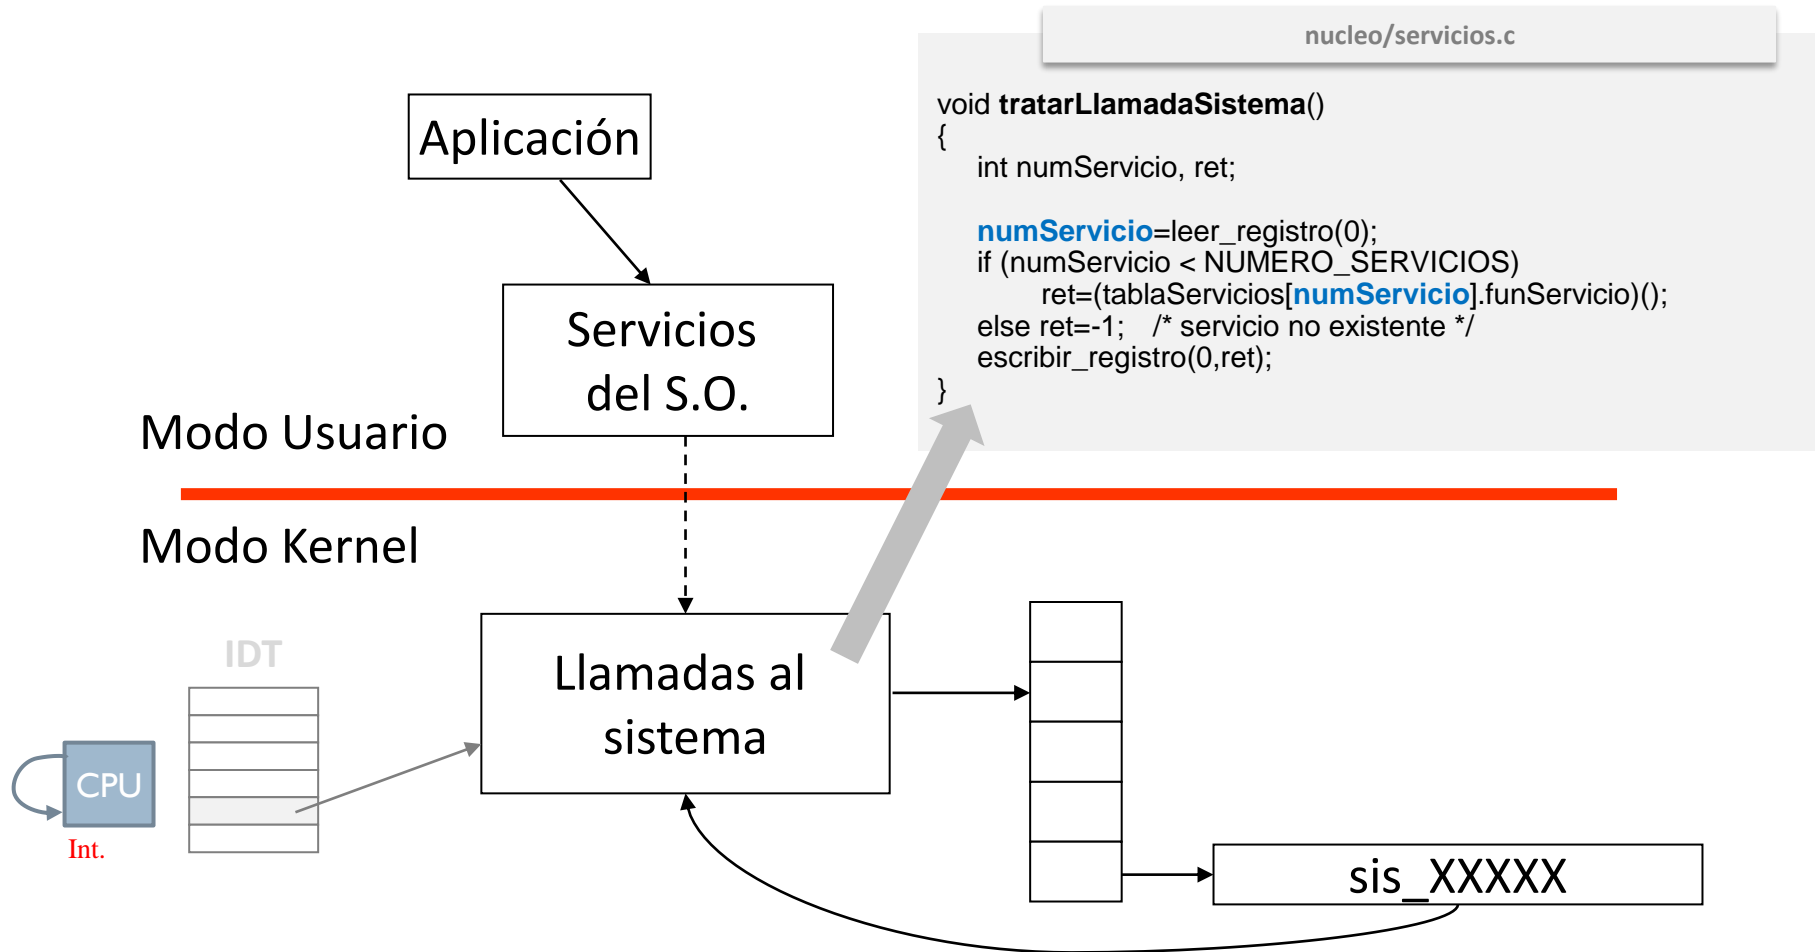 nucleo/servicios.c
void tratarLlamadaSistema()
{
int numServicio, ret;
numServicio=leer_registro(0);
if (numServicio < NUMERO_SERVICIOS)
ret=(tablaServicios[numServicio].funServicio)();
else ret=-1; /* servicio no existente */
escribir_registro(0,ret);
}
Aplicación
Servicios
del S.O.
Modo Usuario
Modo Kernel
IDT
Llamadas al
sistema
CPU
Int.
sis_XXXXX